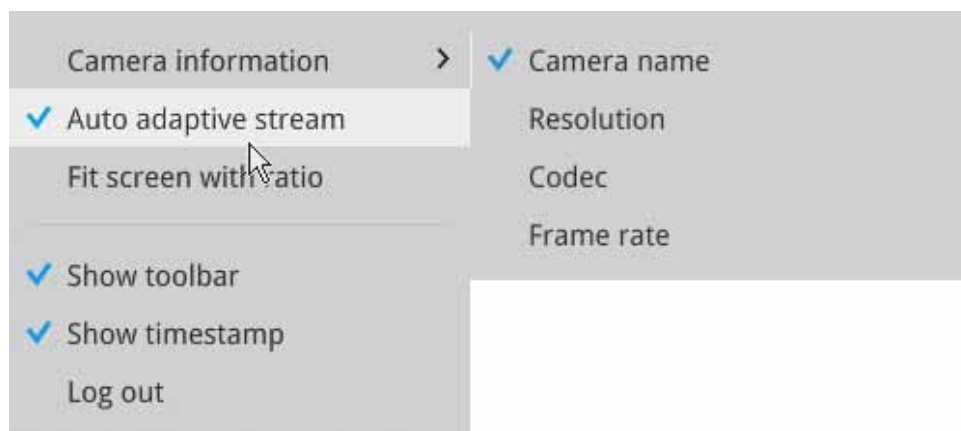 Camera information
Auto adaptive stream
Fit screen with ratio
Show toolbar
Show timestamp
Log out
Camera name
Resolution
Codec
Frame rate